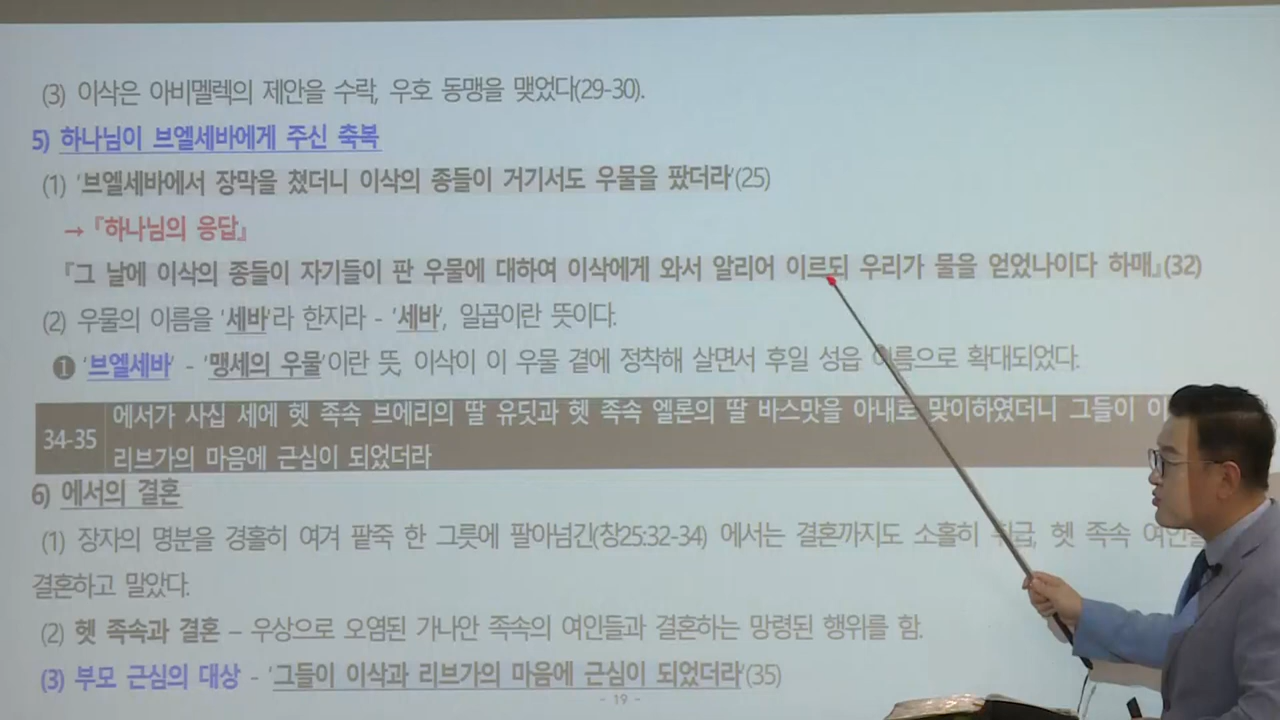 (3) 이삭은 아비멜렉의 제안을 수락, 우호 동맹을 맺었다(29-30).
5) 하나님이 브엘세바에게 주신 축복
(1) '브엘세바에서 장막을 쳤더니 이삭의 종들이 거기서도 우물을 팠더라'(25)
→『하나님의 응답』
『그 날에 이삭의 종들이 자기들이 판 우물에 대하여 이삭에게 와서 알리어 이르되 우리가 물을 얻었나이다 하매』(32)
(2) 우물의 이름을 '세바'라 한지라 - '세바', 일곱이란 뜻이다.
❶ '브엘세바' - '맹세의 우물'이란 뜻, 이삭이 이 우물 곁에 정착해 살면서 후일 성읍 이름으로 확대되었다.
34-35 에서가 사십 세에 헷 족속 브에리의 딸 유딧과 헷 족속 엘론의 딸 바스맛을 아내로 맞이하였더니 그들이
리브가의 마음에 근심이 되었더라
6) 에서의 결혼
(1) 장자의 명분을 경홀히 여겨 팥죽 한 그릇에 팔아넘긴(창25:32-34) 에서는 결혼까지도 소홀히 취급, 헷 족속
결혼하고 말았다.
(2) 헷 족속과 결혼 – 우상으로 오염된 가나안 족속의 여인들과 결혼하는 망령된 행위를 함.
(3) 부모 근심의 대상 - '그들이 이삭과 리브가의 마음에 근심이 되었더라'(35)
- 19 -